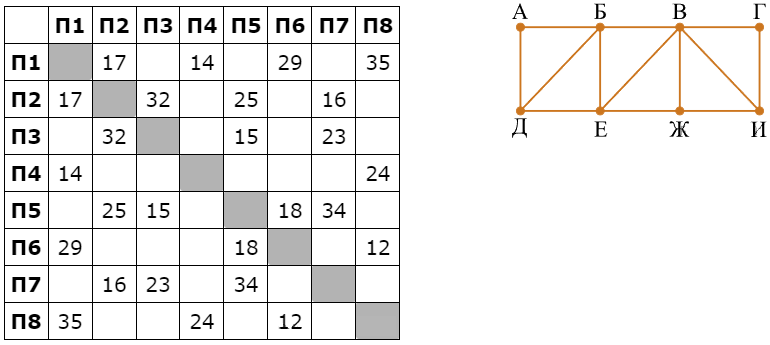 П1 П2 П3 П4 П5 П6 П7 П8
П1 17 14 29 35
П2 17 32 25 16
П3 32 15 23
П4 14 24
П5 25 15 18 34
П6 29 18 12
П7 16 23 34
П8 35 24 12
А Б В Г
Д Е Ж И